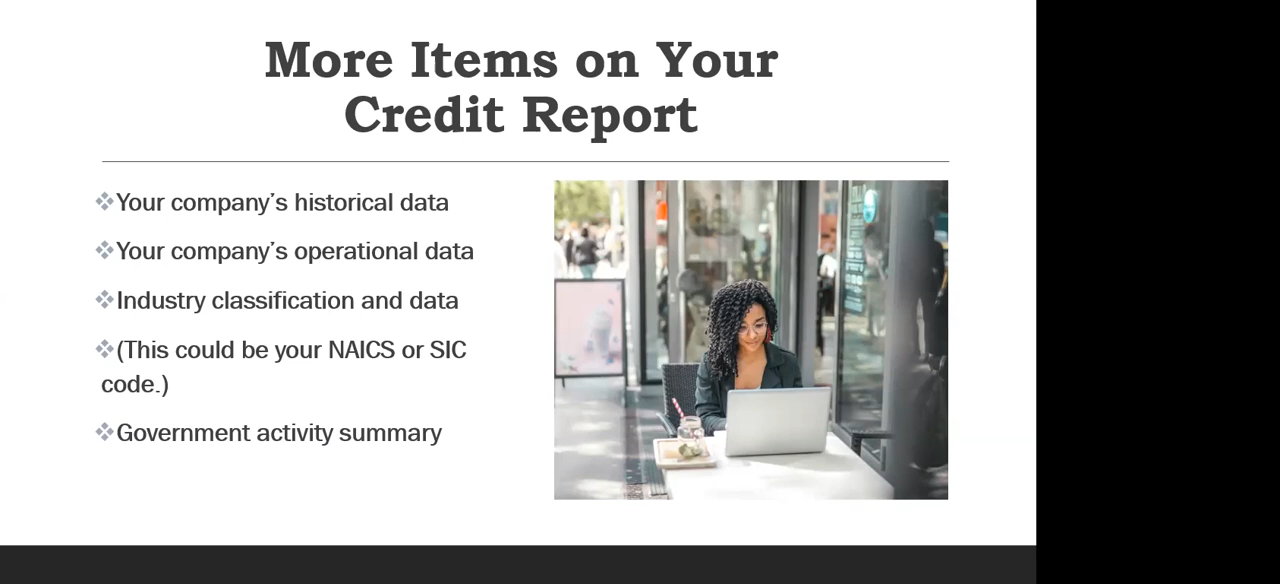 More Items on Your
Credit Report
❖Your company's historical data
❖Your company's operational data
❖Industry classification and data
❖(This could be your NAICS or SIC
code.)
❖Government activity summary